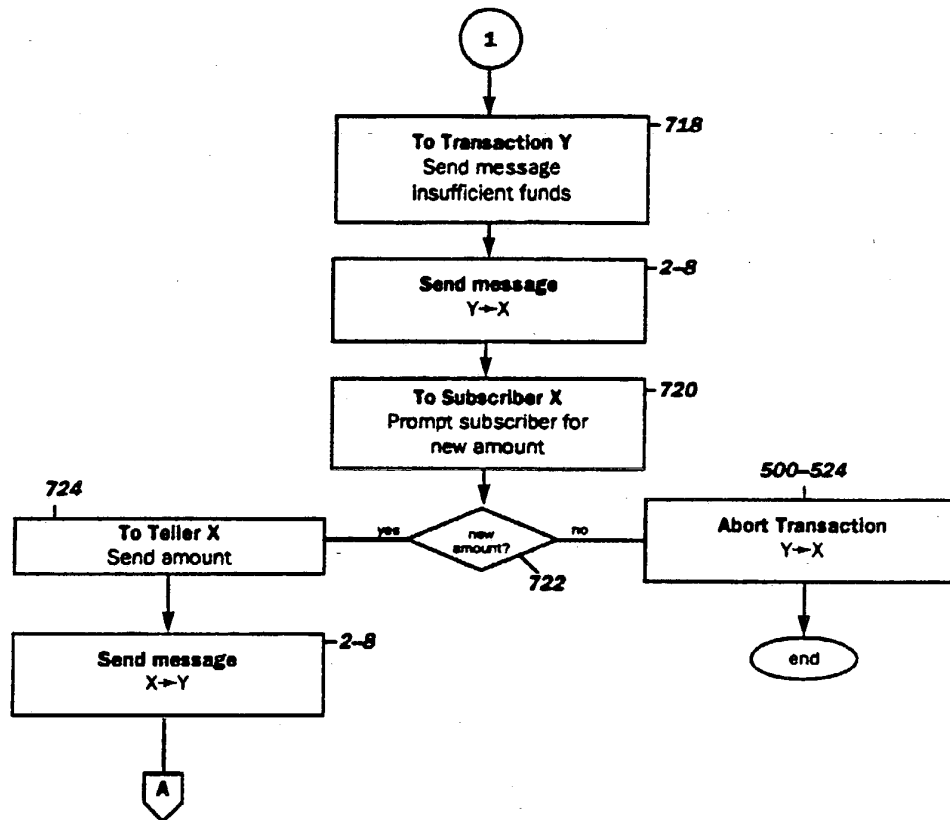 1
718
To Transaction Y
Send message
insufficient funds
2-8
Send message
Y→X
720
To Subscriber X
Prompt subscriber for
new amount
724
To Teller X
Send amount
yes
new
amount?
no
722
500-524
Abort Transaction
Y→X
end
2-8
Send message
X→Y
A